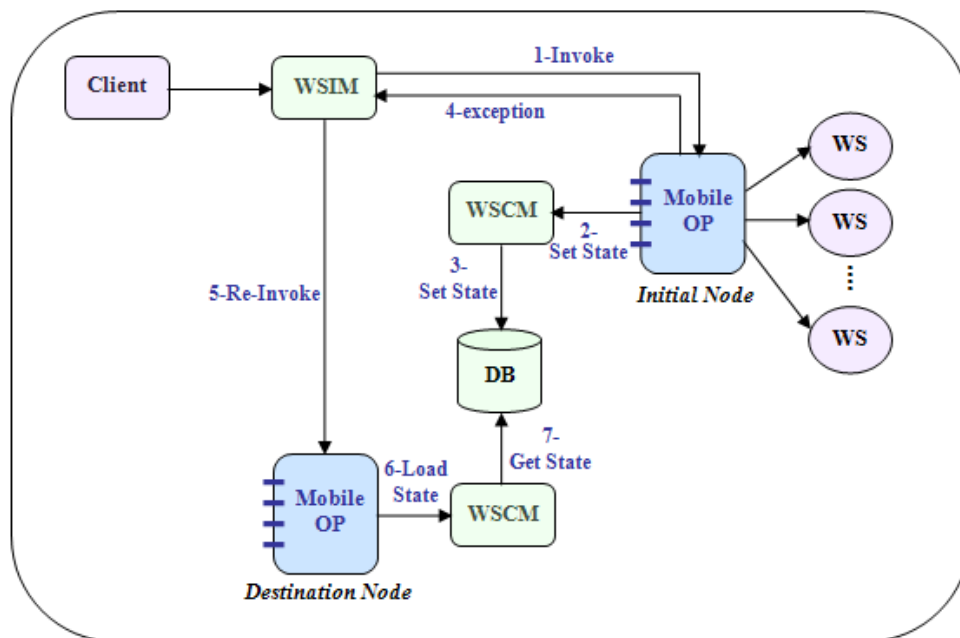 1-Invoke
Client
WSIM
4-exception
WS
Mobile
OP
WSCM
2-
Set State
WS
3-
Set State
Initial Node
5-Re-Invoke
WS
DB
7-
Get State
6-Load
State
Mobile
OP
WSCM
Destination Node